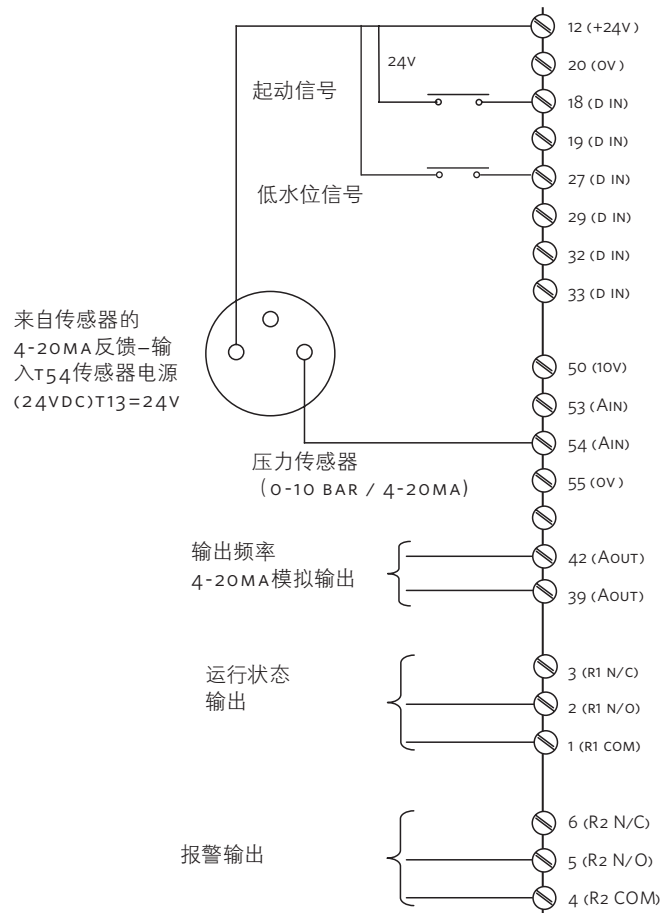 12 (+24V)
24V
20 (0V)
起动信号
18 (D IN)
19 (D IN)
27 (D IN)
低水位信号
29 (D IN)
32 (D IN)
33 (D IN)
来自传感器的
4-20MA反馈–输
入T54传感器电源
(24VDC)T13=24V
50 (10V)
53 (AIN)
54 (AIN)
压力传感器
(0-10 BAR / 4-20MA)
55 (0V)
输出频率
4-20MA模拟输出
42 (AOUT)
39 (AOUT)
运行状态
输出
3 (R1 N/C)
2 (R1 N/O)
1 (R1 COM)
6 (R2 N/C)
报警输出
5 (R2 N/O)
4 (R2 COM)